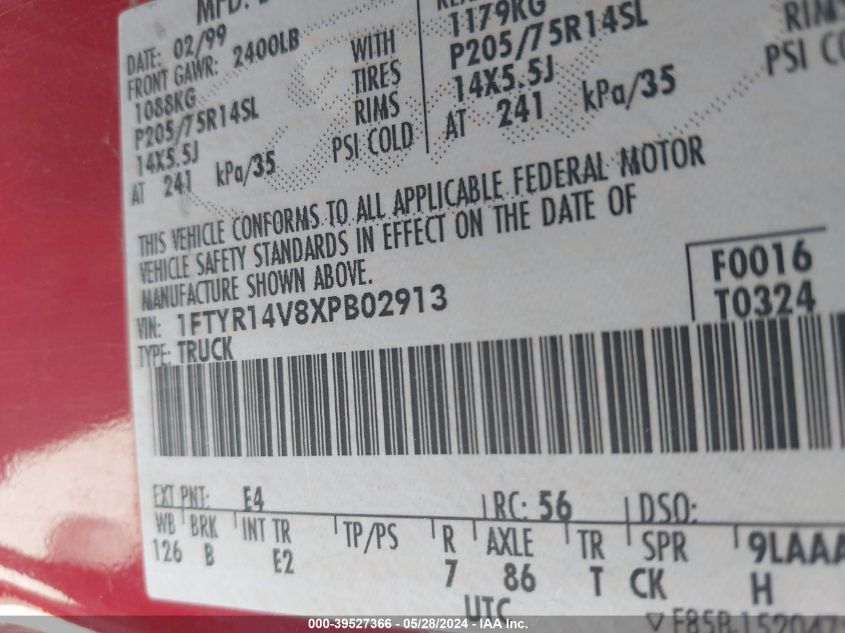 MFD.
DATE: 02/99
FRONT GAWR: 2400LB
1088KG WITH
P205/75R14SL TIRES
14X5.5J RIMS
AT 241 kPa/35 PSI COLD
1179KG
P205/75R14SL
14X5.5J RIMS
AT 241 kPa/35 PSI
THIS VEHICLE CONFORMS TO ALL APPLICABLE FEDERAL MOTOR
VEHICLE SAFETY STANDARDS IN EFFECT ON THE DATE OF
MANUFACTURE SHOWN ABOVE.
VIN: 1FTYR14V8XPB02913
TYPE: TRUCK
F0016
T0324
EXT PNT: E4 RC: 56 DSO:
WB BRK INT TR TP/PS R AXLE TR SPR 9LAAA
126 B E2 7 86 T CK H
UTC
000-39527366 - 05/28/2024 - IAA Inc.